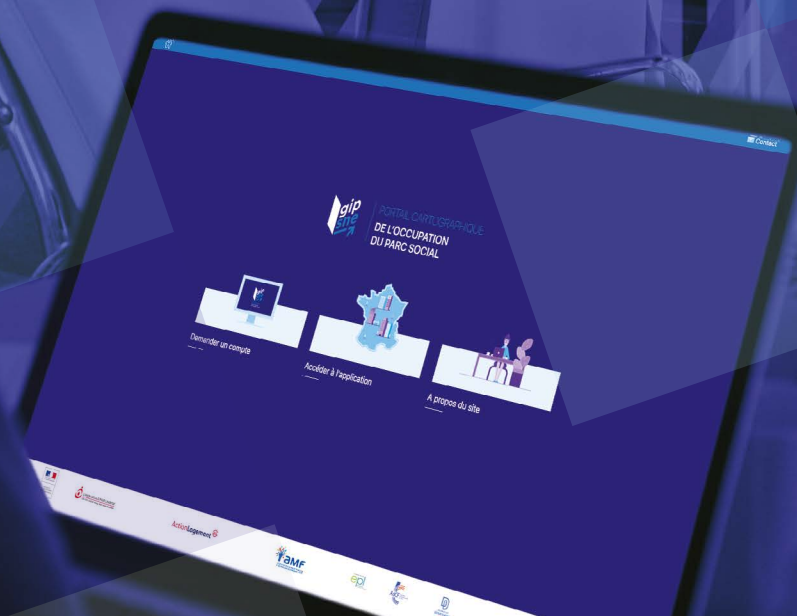 Contact
gip
sne
PORTAIL CARTOGRAPHIQUE
DE L'OCCUPATION
DU PARC SOCIAL
Demander un compte
Accéder à l'application
A propos du site
ActionLogement
AMF
epl